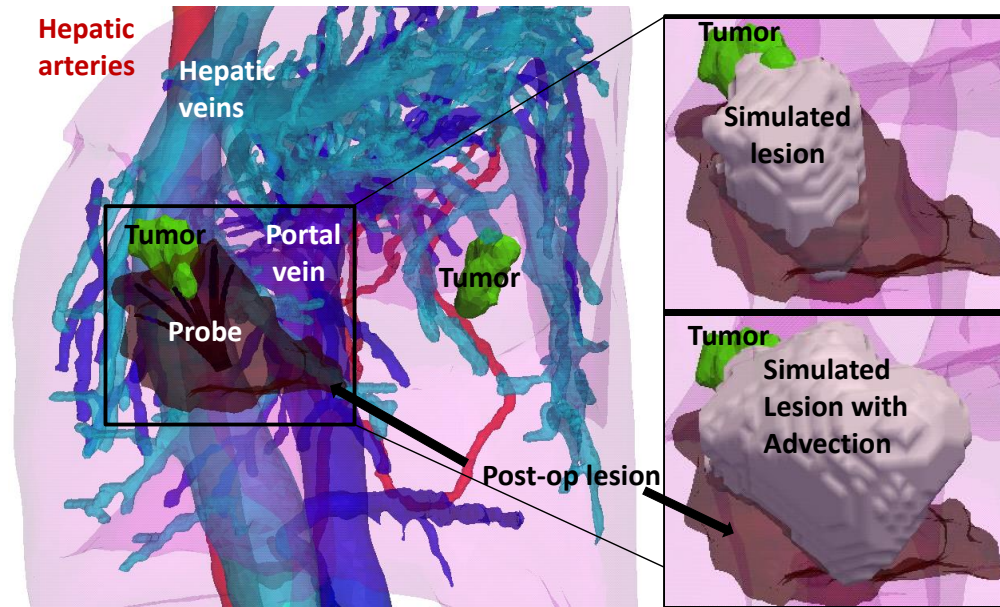 Hepatic
arteries
Hepatic
veins
Tumor
Portal
vein
Probe
Tumor
Post-op lesion
Tumor
Simulated
lesion
Tumor
Simulated
Lesion with
Advection